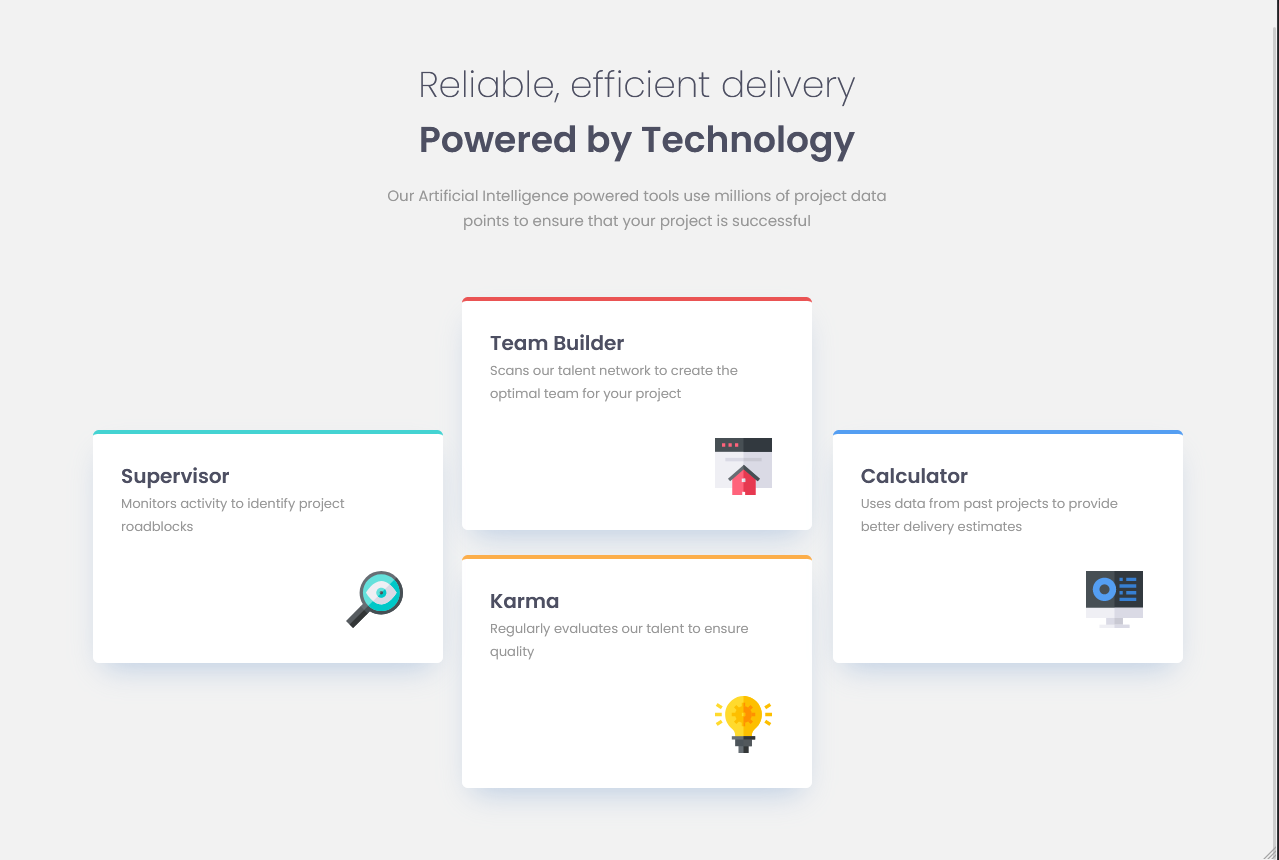 Reliable, efficient delivery
Powered by Technology
Our Artificial Intelligence powered tools use millions of project data
points to ensure that your project is successful
Team Builder
Scans our talent network to create the
optimal team for your project
Supervisor
Monitors activity to identify project
roadblocks
Calculator
Uses data from past projects to provide
better delivery estimates
Karma
Regularly evaluates our talent to ensure
quality